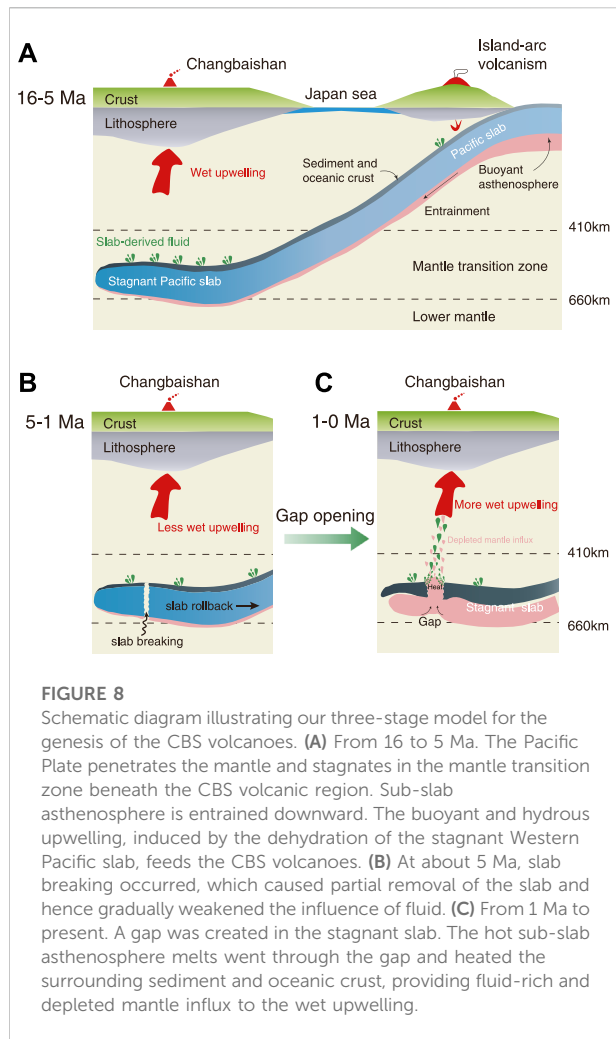 A
16-5 Ma
Changbaishan
Island-arc
volcanism
Crust
Japan sea
Lithosphere
Pacific slab
Wet upwelling
Sediment and
oceanic crust
Buoyant
asthenosphere
Entrainment
410km
Slab-derived fluid
Mantle transition
zone
Stagnant Pacific slab
660km
Lower mantle
B
5-1 Ma
Changbaishan
Crust
Lithosphere
Less wet upwelling
slab rollback
slab breaking
Gap opening
C
1-0 Ma
Changbaishan
Crust
Lithosphere
More wet upwelling
Depleted mantle influx
410km
Heat
Stagnant slab
Gap
660km
FIGURE 8
Schematic diagram illustrating our three-stage model for the
genesis of the CBS volcanoes. (A) From 16 to 5 Ma. The Pacific
Plate penetrates the mantle and stagnates in the mantle transition
zone beneath the CBS volcanic region. Sub-slab
asthenosphere is entrained downward. The buoyant and hydrous
upwelling, induced by the dehydration of the stagnant Western
Pacific slab, feeds the CBS volcanoes. (B) At about 5 Ma, slab
breaking occurred, which caused partial removal of the slab and
hence gradually weakened the influence of fluid. (C) From 1 Ma to
present. A gap was created in the stagnant slab. The hot sub-slab
asthenosphere melts went through the gap and heated the
surrounding sediment and oceanic crust, providing fluid-rich and
depleted mantle influx to the wet upwelling.